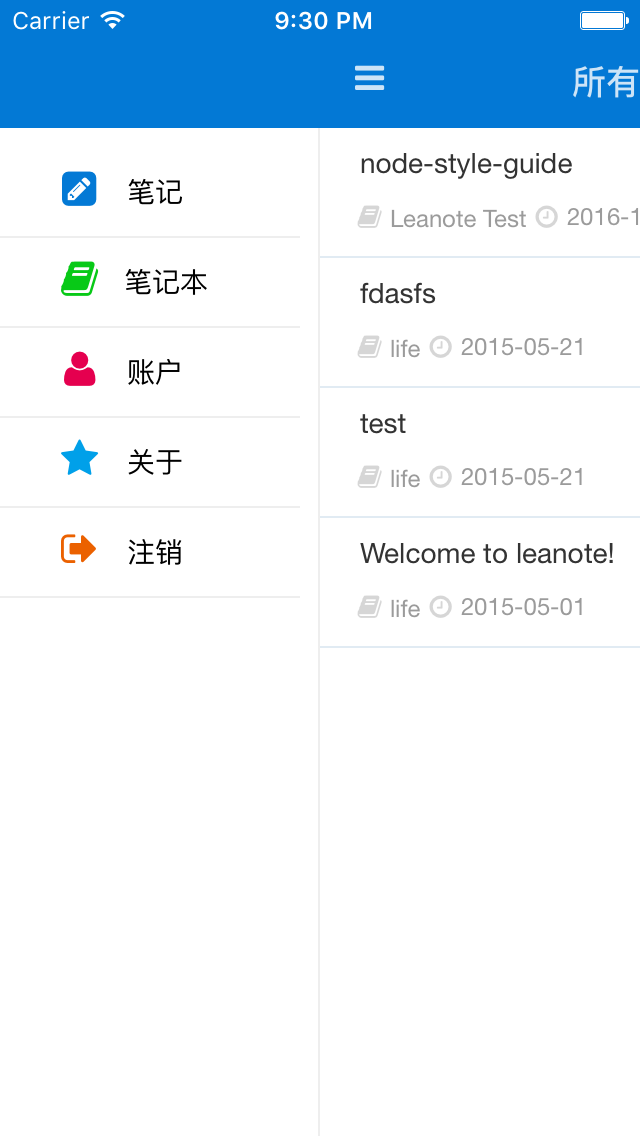 Carrier 9:30 PM
所有
笔记
笔记本
账户
关于
注销
node-style-guide
Leanote Test 2016-1
fdasfs
life 2015-05-21
test
life 2015-05-21
Welcome to leanote!
life 2015-05-01